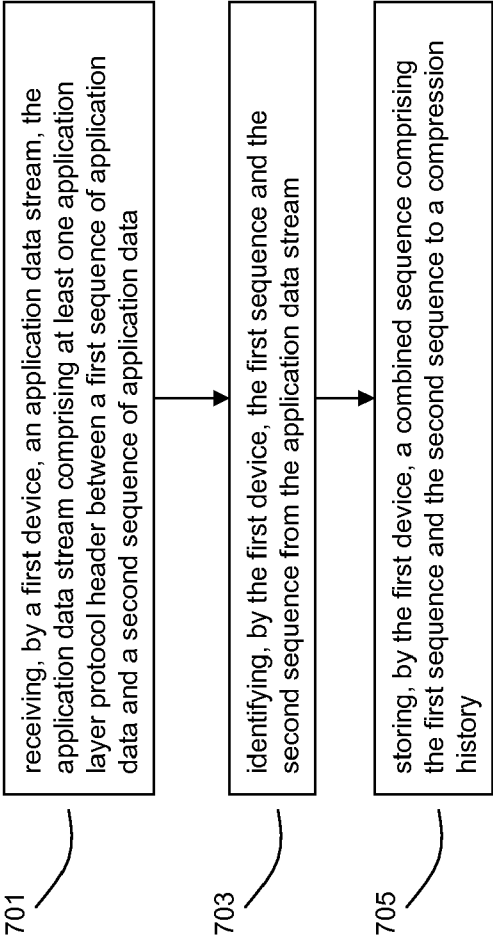 701
receiving, by a first device, an application data stream, the
application data stream comprising at least one application
layer protocol header between a first sequence of application
data and a second sequence of application data
703
identifying, by the first device, the first sequence and the
second sequence from the application data stream
705
storing, by the first device, a combined sequence comprising
the first sequence and the second sequence to a compression
history